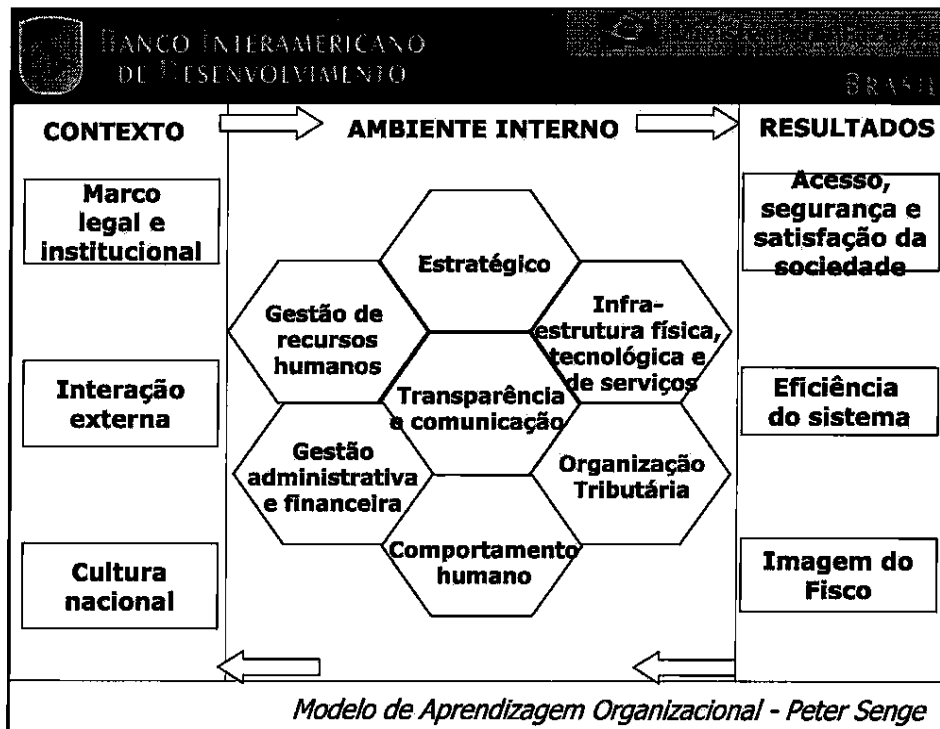 BANCO INTERAMERICANO
DE DESENVOLVIMENTO
BRASIL
CONTEXTO
AMBIENTE INTERNO
RESULTADOS
Marco
legal e
institucional
Interação
externa
Cultura
nacional
Estratégico
Gestão de
recursos
humanos
Infra-
estrutura física,
tecnológica e
de serviços
Transparência
e comunicação
Gestão
administrativa
e financeira
Organização
Tributária
Comportamento
humano
Acesso,
segurança e
satisfação da
sociedade
Eficiência
do sistema
Imagem do
Fisco
Modelo de Aprendizagem Organizacional - Peter Senge